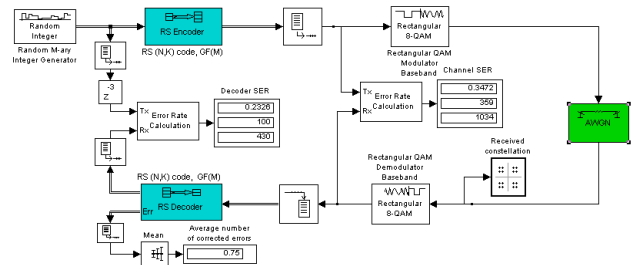 Random
Integer
Random M-ary
Integer Generator
RS Encoder
RS (N,K) code, GF(M)
Rectangular
8-QAM
Rectangular QAM
Modulator
Baseband
-3
Z
Tx
Rx
Error Rate
Calculation
Decoder SER
0.2326
100
430
Tx
Rx
Error Rate
Calculation
Channel SER
0.3472
359
1034
AWGN
Received
constellation
RS (N,K) code, GF(M)
RS Decoder
Err
Rectangular QAM
Demodulator
Baseband
Rectangular
8-QAM
Mean
Average number
of corrected errors
0.75